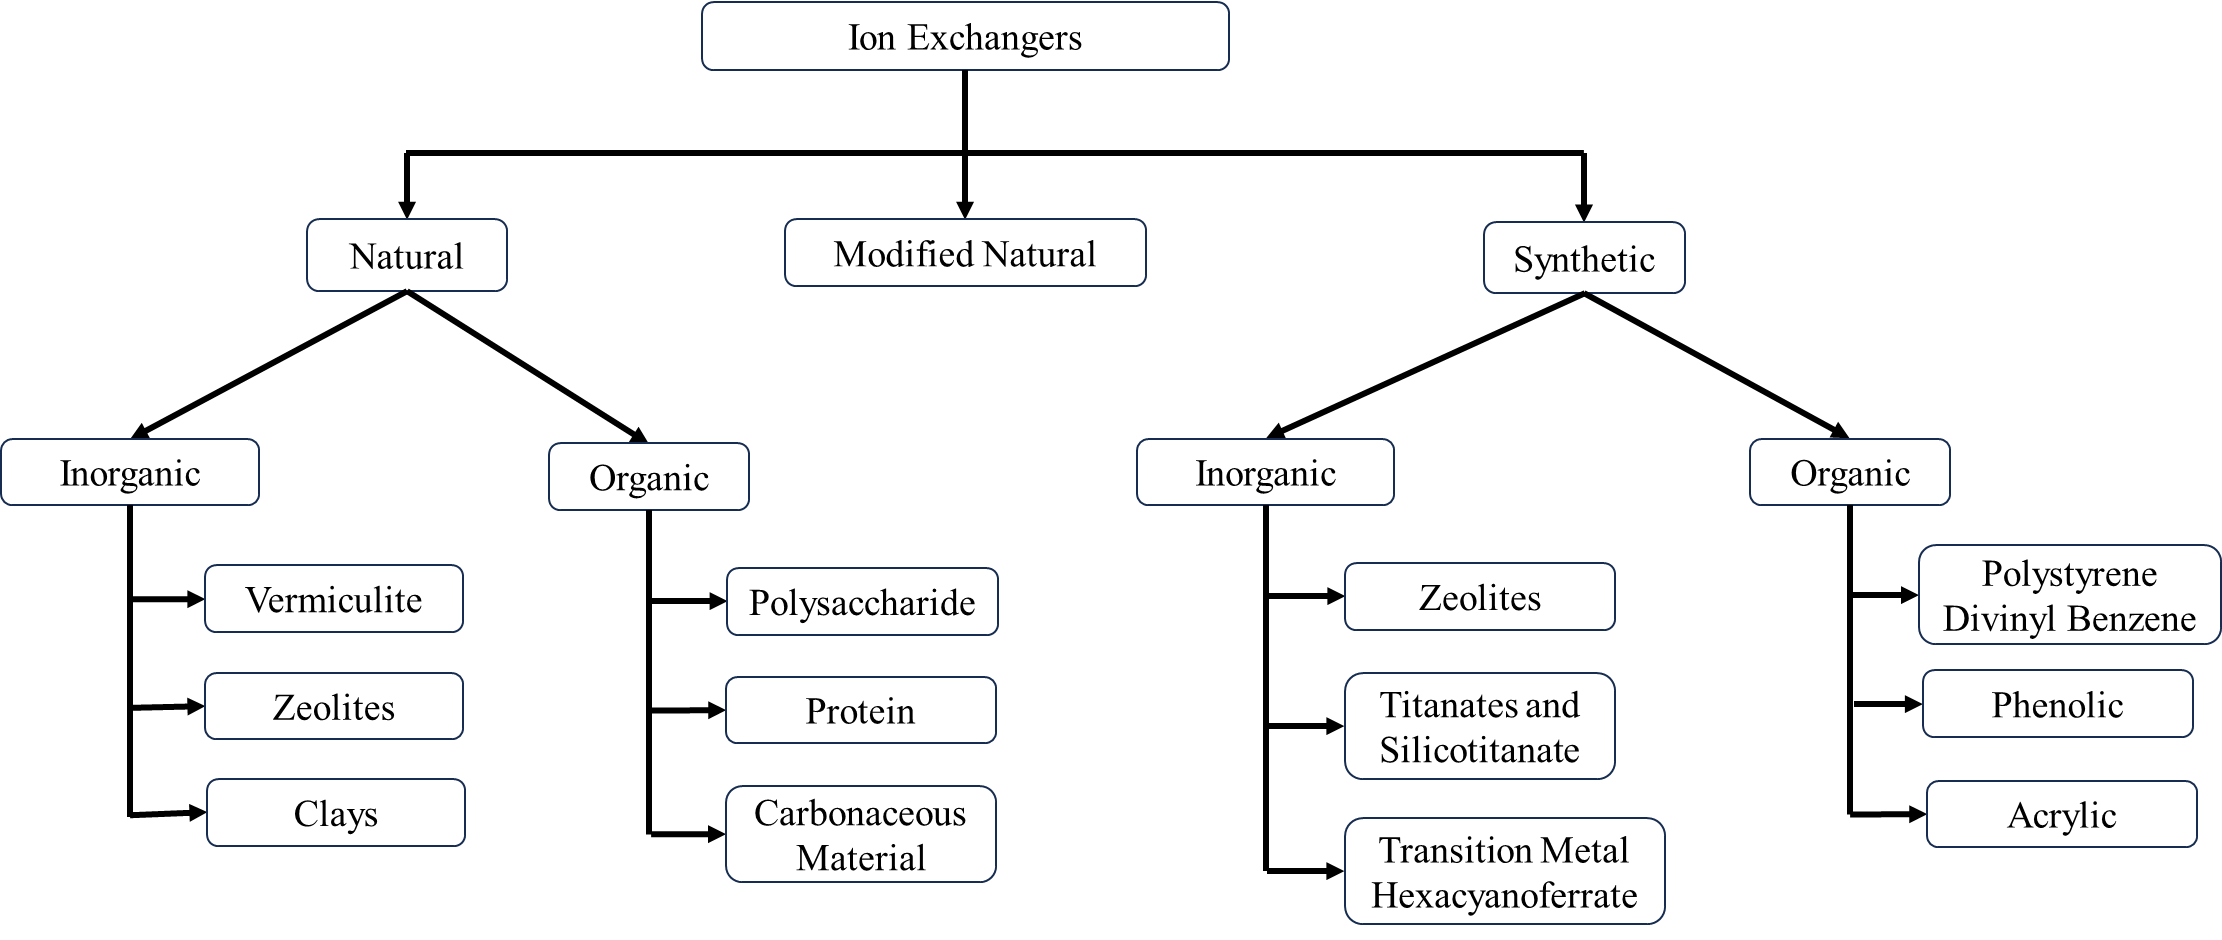 Ion Exchangers
Natural
Modified Natural
Synthetic
Inorganic
Organic
Inorganic
Organic
Vermiculite
Zeolites
Clays
Polysaccharide
Protein
Carbonaceous
Material
Zeolites
Titanates and
Silicotitanate
Transition Metal
Hexacyanoferrate
Polystyrene
Divinyl Benzene
Phenolic
Acrylic